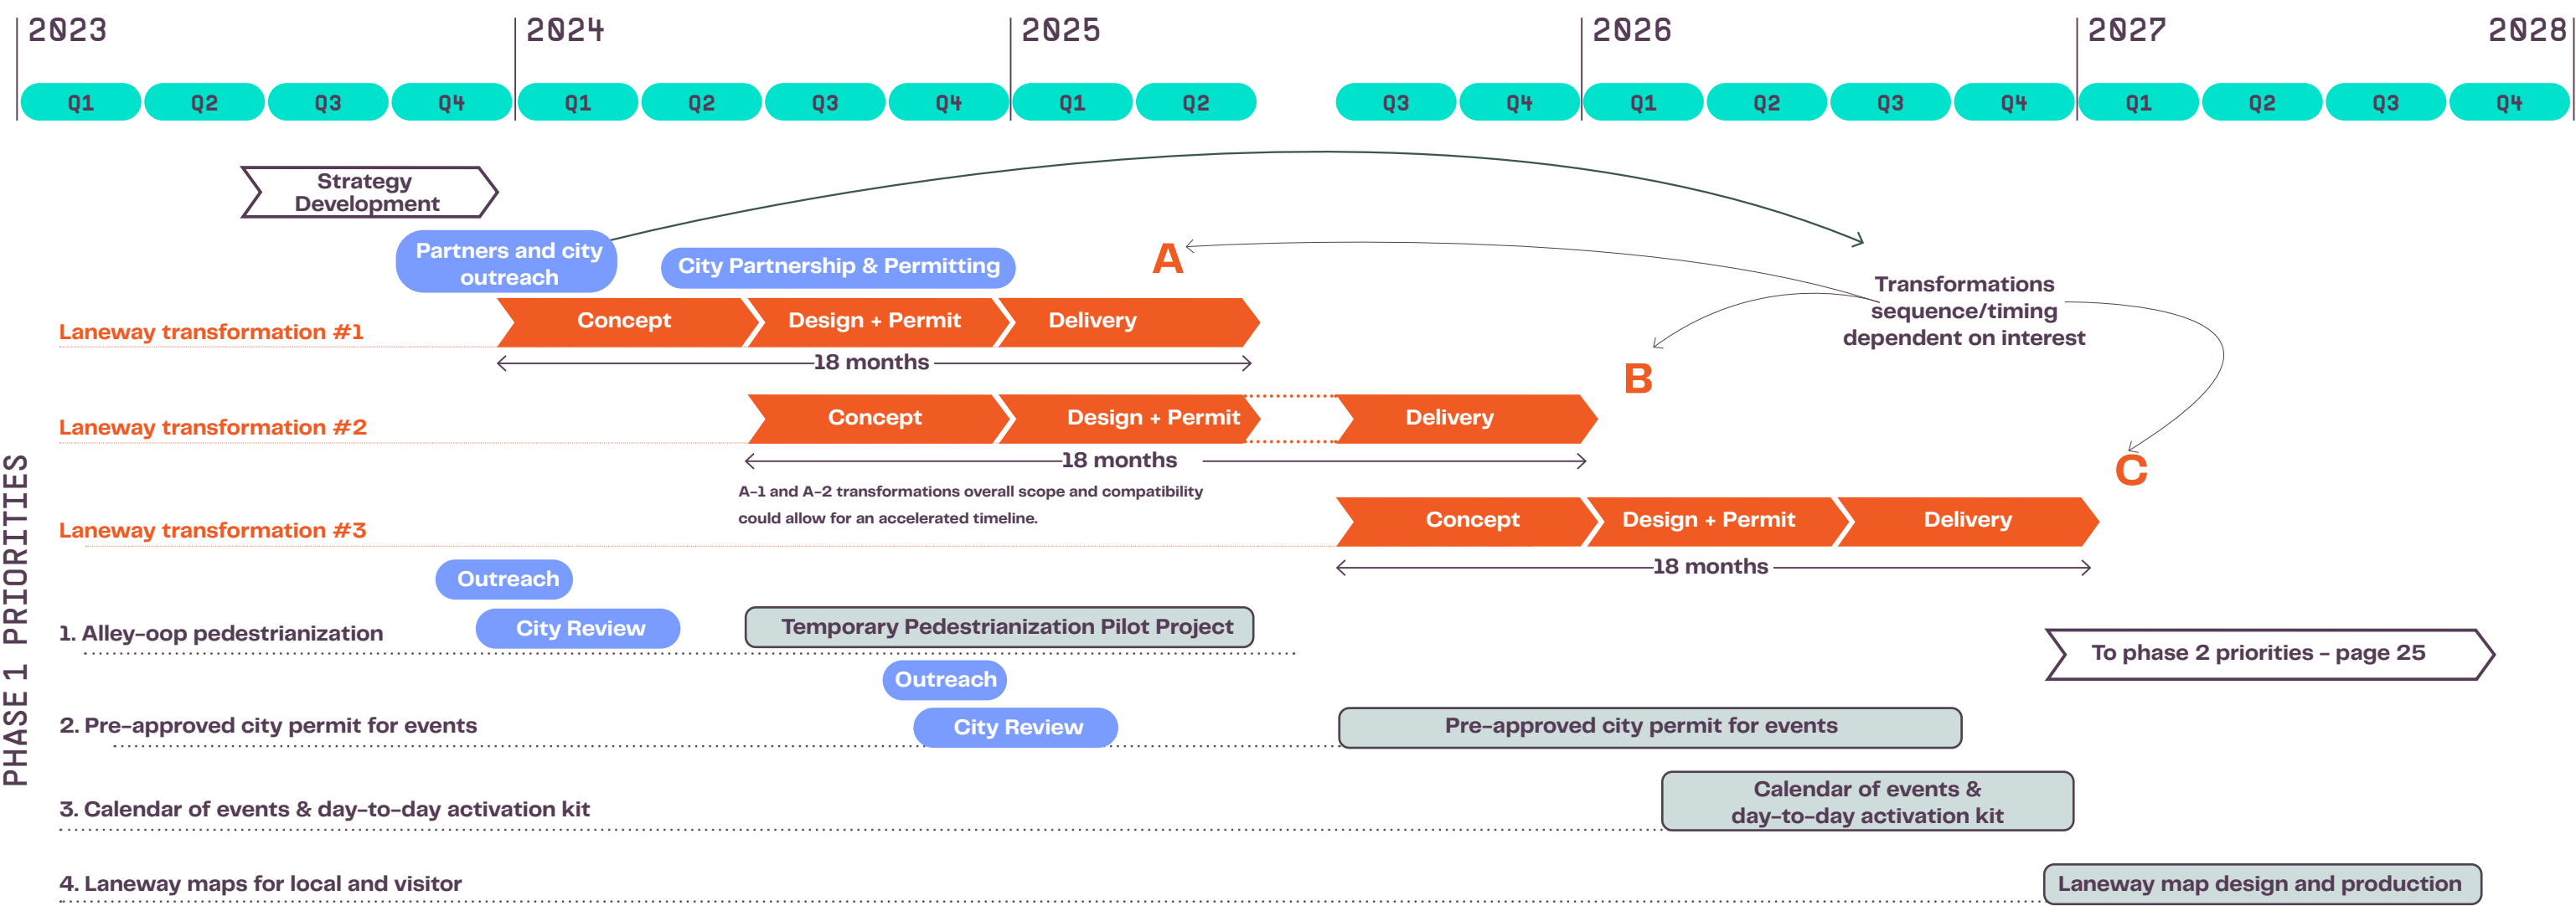 2023 2024 2025 2026 2027 2028
Q1 Q2 Q3 Q4 Q1 Q2 Q3 Q4 Q1 Q2 Q3 Q4 Q1 Q2 Q3 Q4 Q1 Q2 Q3 Q4
Strategy
Development
Partners and city
outreach
City Partnership & Permitting
A
Transformations
sequence/timing
dependent on interest
Laneway transformation #1
Concept
Design + Permit
Delivery
18 months
B
Laneway transformation #2
Concept
Design + Permit
Delivery
18 months
A-1 and A-2 transformations overall scope and compatibility
could allow for an accelerated timeline.
C
Laneway transformation #3
Concept
Design + Permit
Delivery
18 months
PHASE 1 PRIORITIES
Outreach
City Review
1. Alley-oop pedestrianization
Temporary Pedestrianization Pilot Project
To phase 2 priorities - page 25
Outreach
City Review
2. Pre-approved city permit for events
Pre-approved city permit for events
3. Calendar of events & day-to-day activation kit
Calendar of events &
day-to-day activation kit
4. Laneway maps for local and visitor
Laneway map design and production